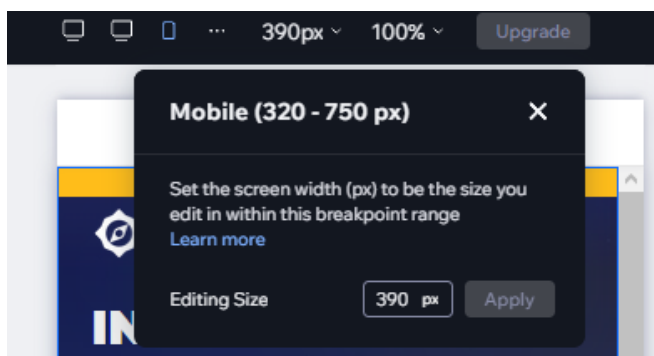 390px 100% Upgrade
Mobile (320 - 750 px)
Set the screen width (px) to be the size you
edit in within this breakpoint range
Learn more
Editing Size 390 px Apply
IN